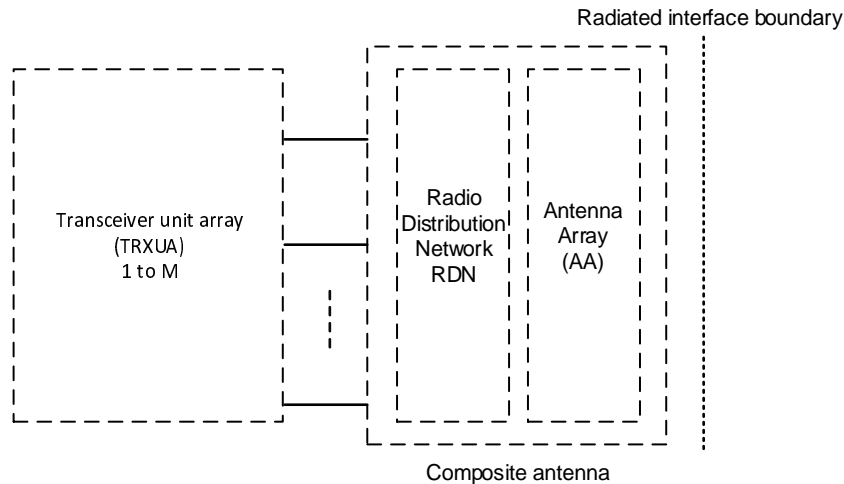 Radiated interface boundary
Transceiver unit array
(TRXUA)
1 to M
Radio
Distribution
Network
RDN
Antenna
Array
(AA)
Composite antenna